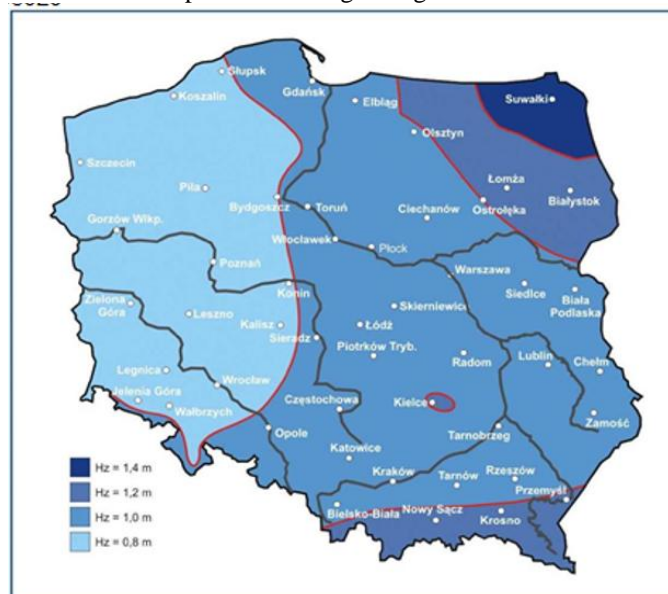 Słupsk
Koszalin
Gdańsk
Elbląg
Suwałki
Olsztyn
Szczecin
Piła
Łomża
Białystok
Bydgoszcz
Toruń
Ciechanów
Ostrołęka
Gorzów Wlkp.
Włocławek
Płock
Poznań
Warszawa
Konin
Siedlce
Biała
Podlaska
Zielona
Góra
Leszno
Skierniewice
Kalisz
Łódź
Sieradz
Piotrków Tryb.
Legnica
Radom
Lublin
Chełm
Jelenia Góra
Wrocław
Wałbrzych
Częstochowa
Kielce
Zamość
Opole
Tarnobrzeg
Katowice
Kraków
Tarnów
Rzeszów
Przemyśl
Bielsko-Biała
Nowy Sącz
Krosno
Hz = 1,4 m
Hz = 1,2 m
Hz = 1,0 m
Hz = 0,8 m